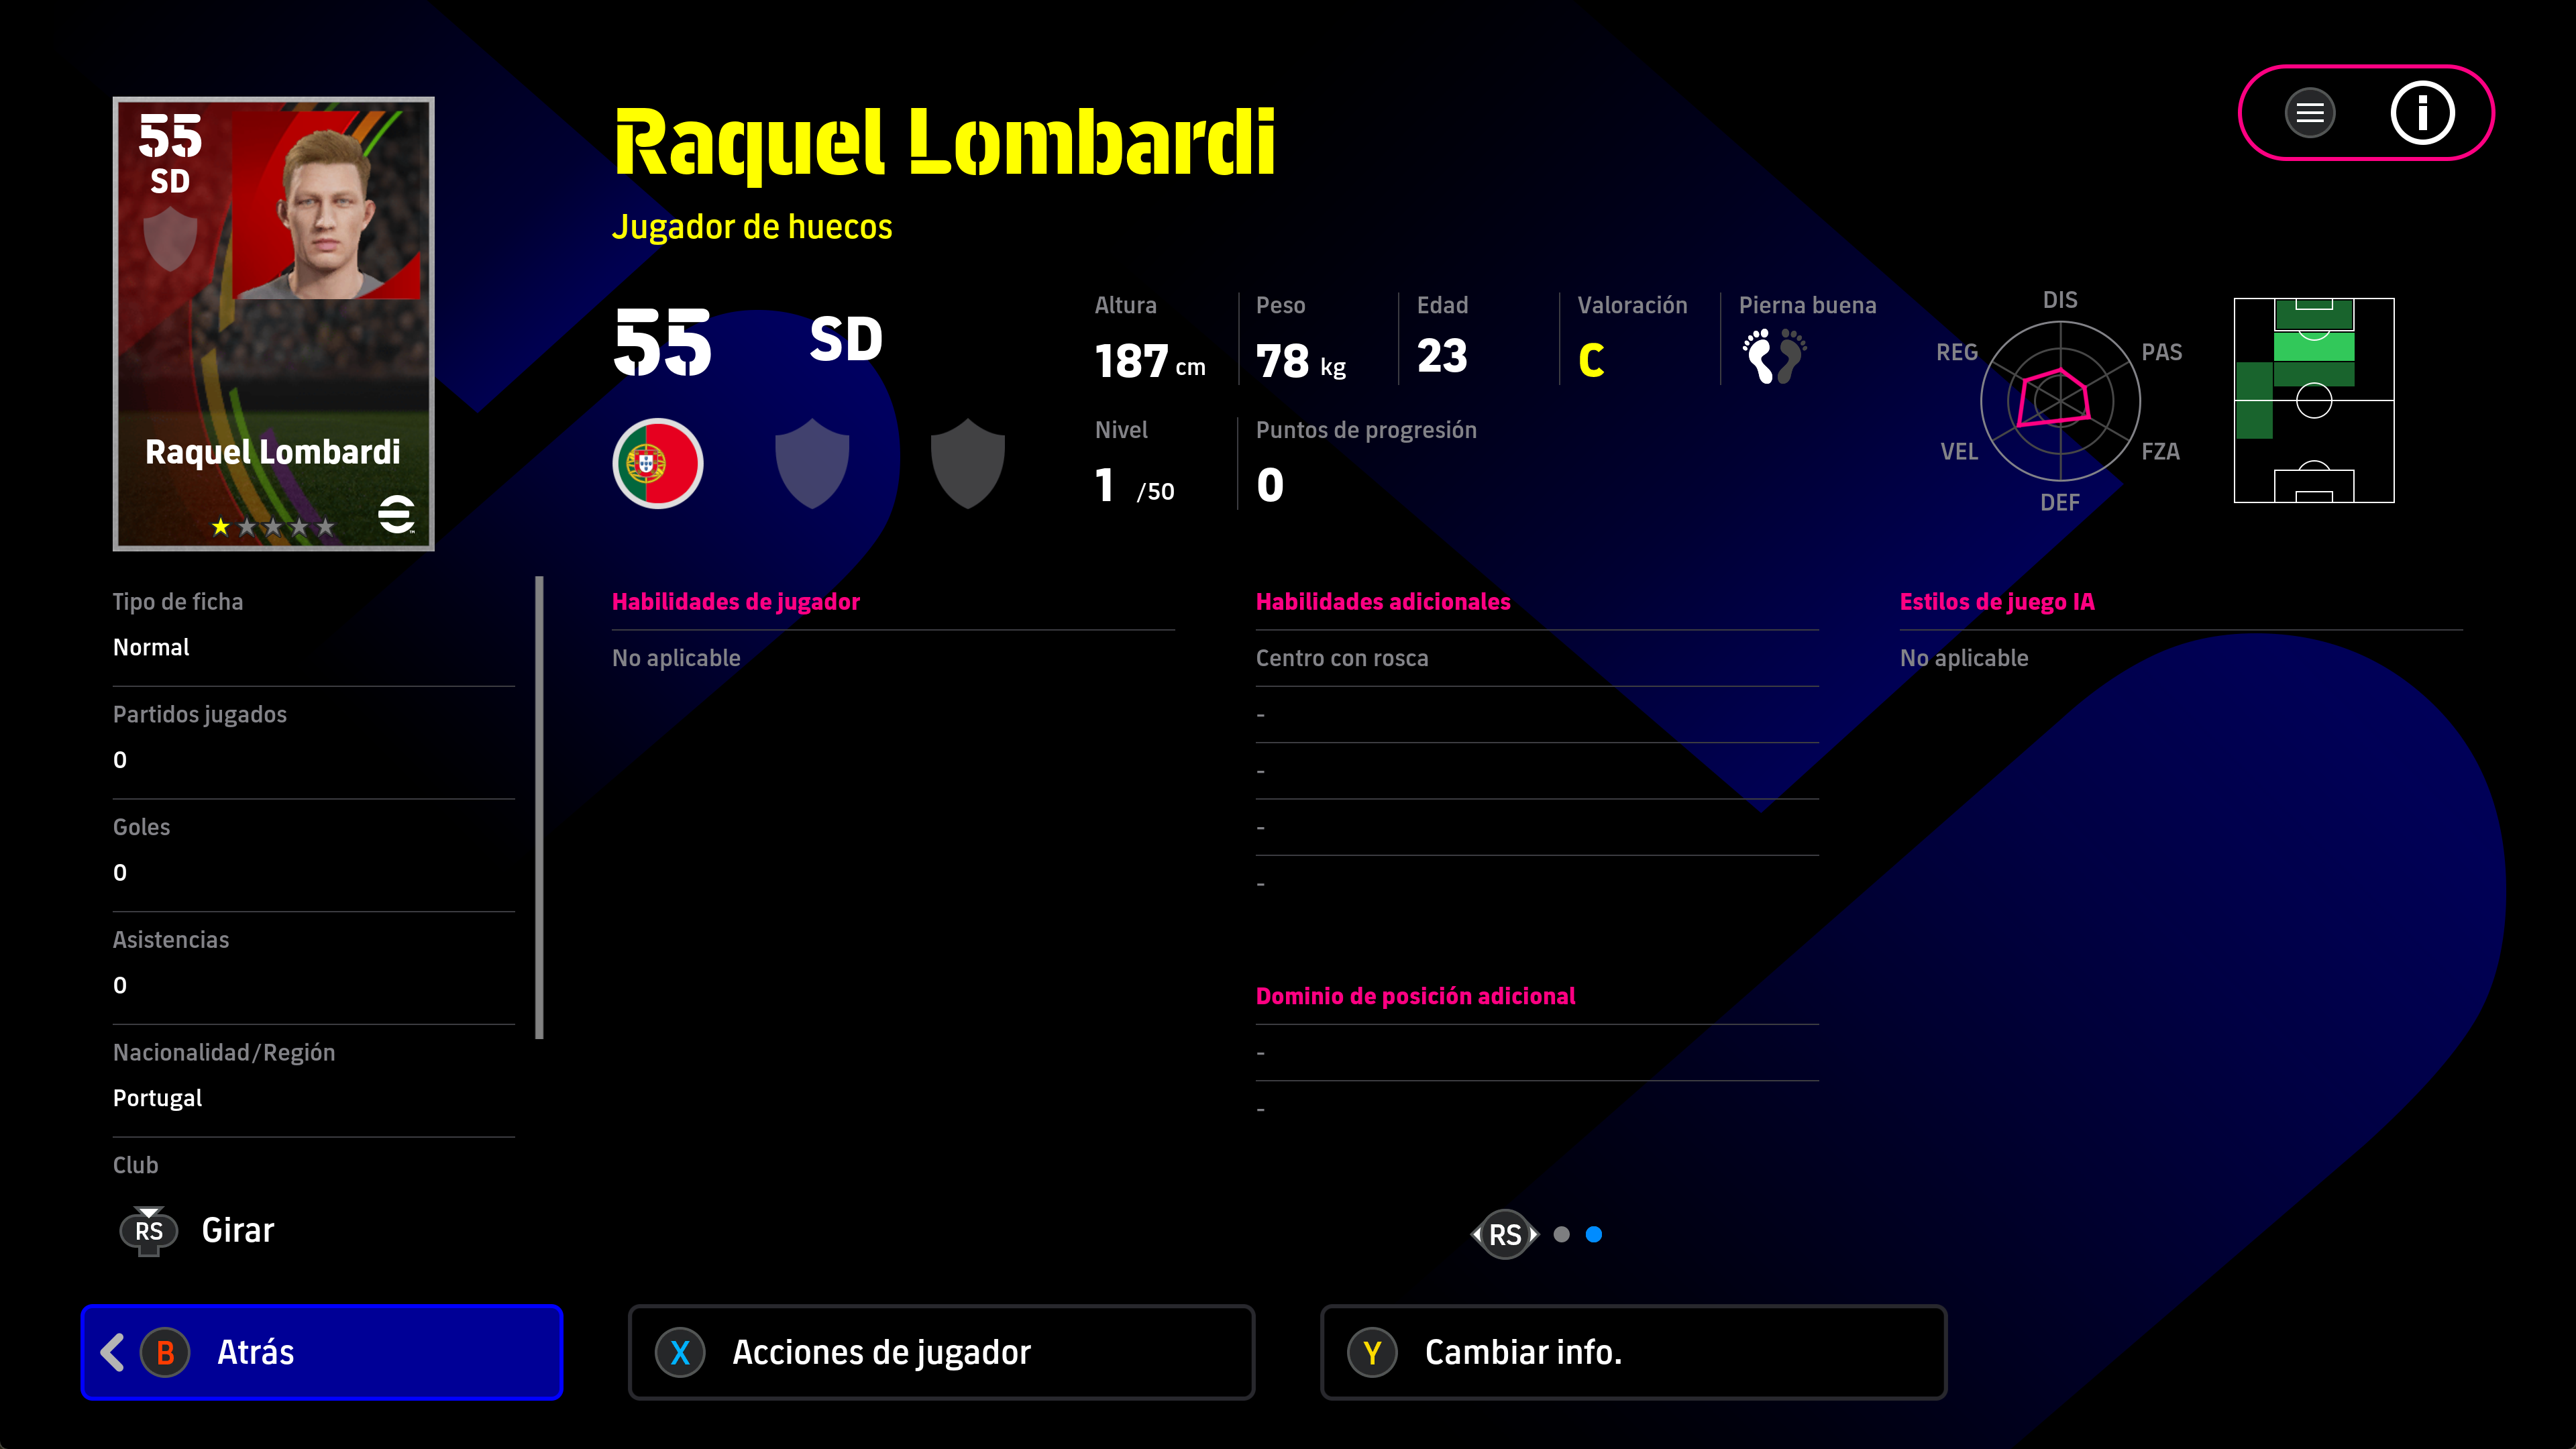 55
SD
Raquel Lombardi
Raquel Lombardi
Jugador de huecos
55 SD
Altura Peso Edad Valoración Pierna buena
187 cm 78 kg 23 C
Nivel Puntos de progresión
1 /50 0
DIS
REG PAS
VEL FZA
DEF
Tipo de ficha
Normal
Partidos jugados
0
Goles
0
Asistencias
0
Nacionalidad/Región
Portugal
Club
Habilidades de jugador
No aplicable
Habilidades adicionales
Centro con rosca
-
-
-
-
Dominio de posición adicional
-
-
Estilos de juego IA
No aplicable
RS Girar
RS
B Atrás
X Acciones de jugador
Y Cambiar info.